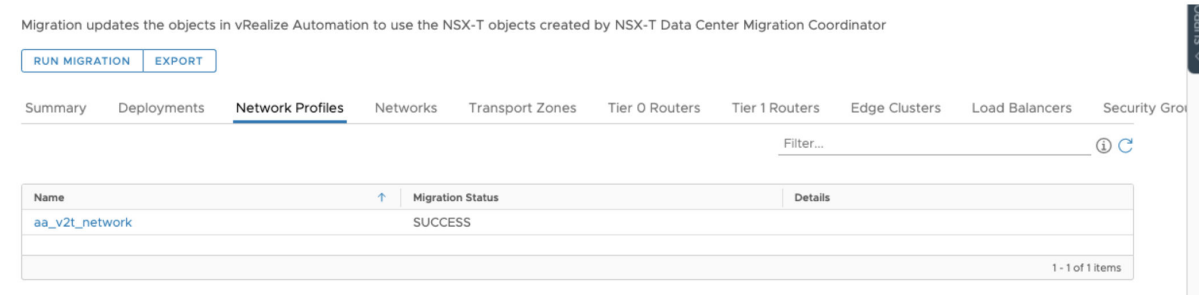 Migration updates the objects in vRealize Automation to use the NSX-T objects created by NSX-T Data Center Migration Coordinator
RUN MIGRATION EXPORT
Summary Deployments Network Profiles Networks Transport Zones Tier 0 Routers Tier 1 Routers Edge Clusters Load Balancers Security Grou
Filter...
Name Migration Status Details
aa_v2t_network SUCCESS
1 - 1 of 1 items